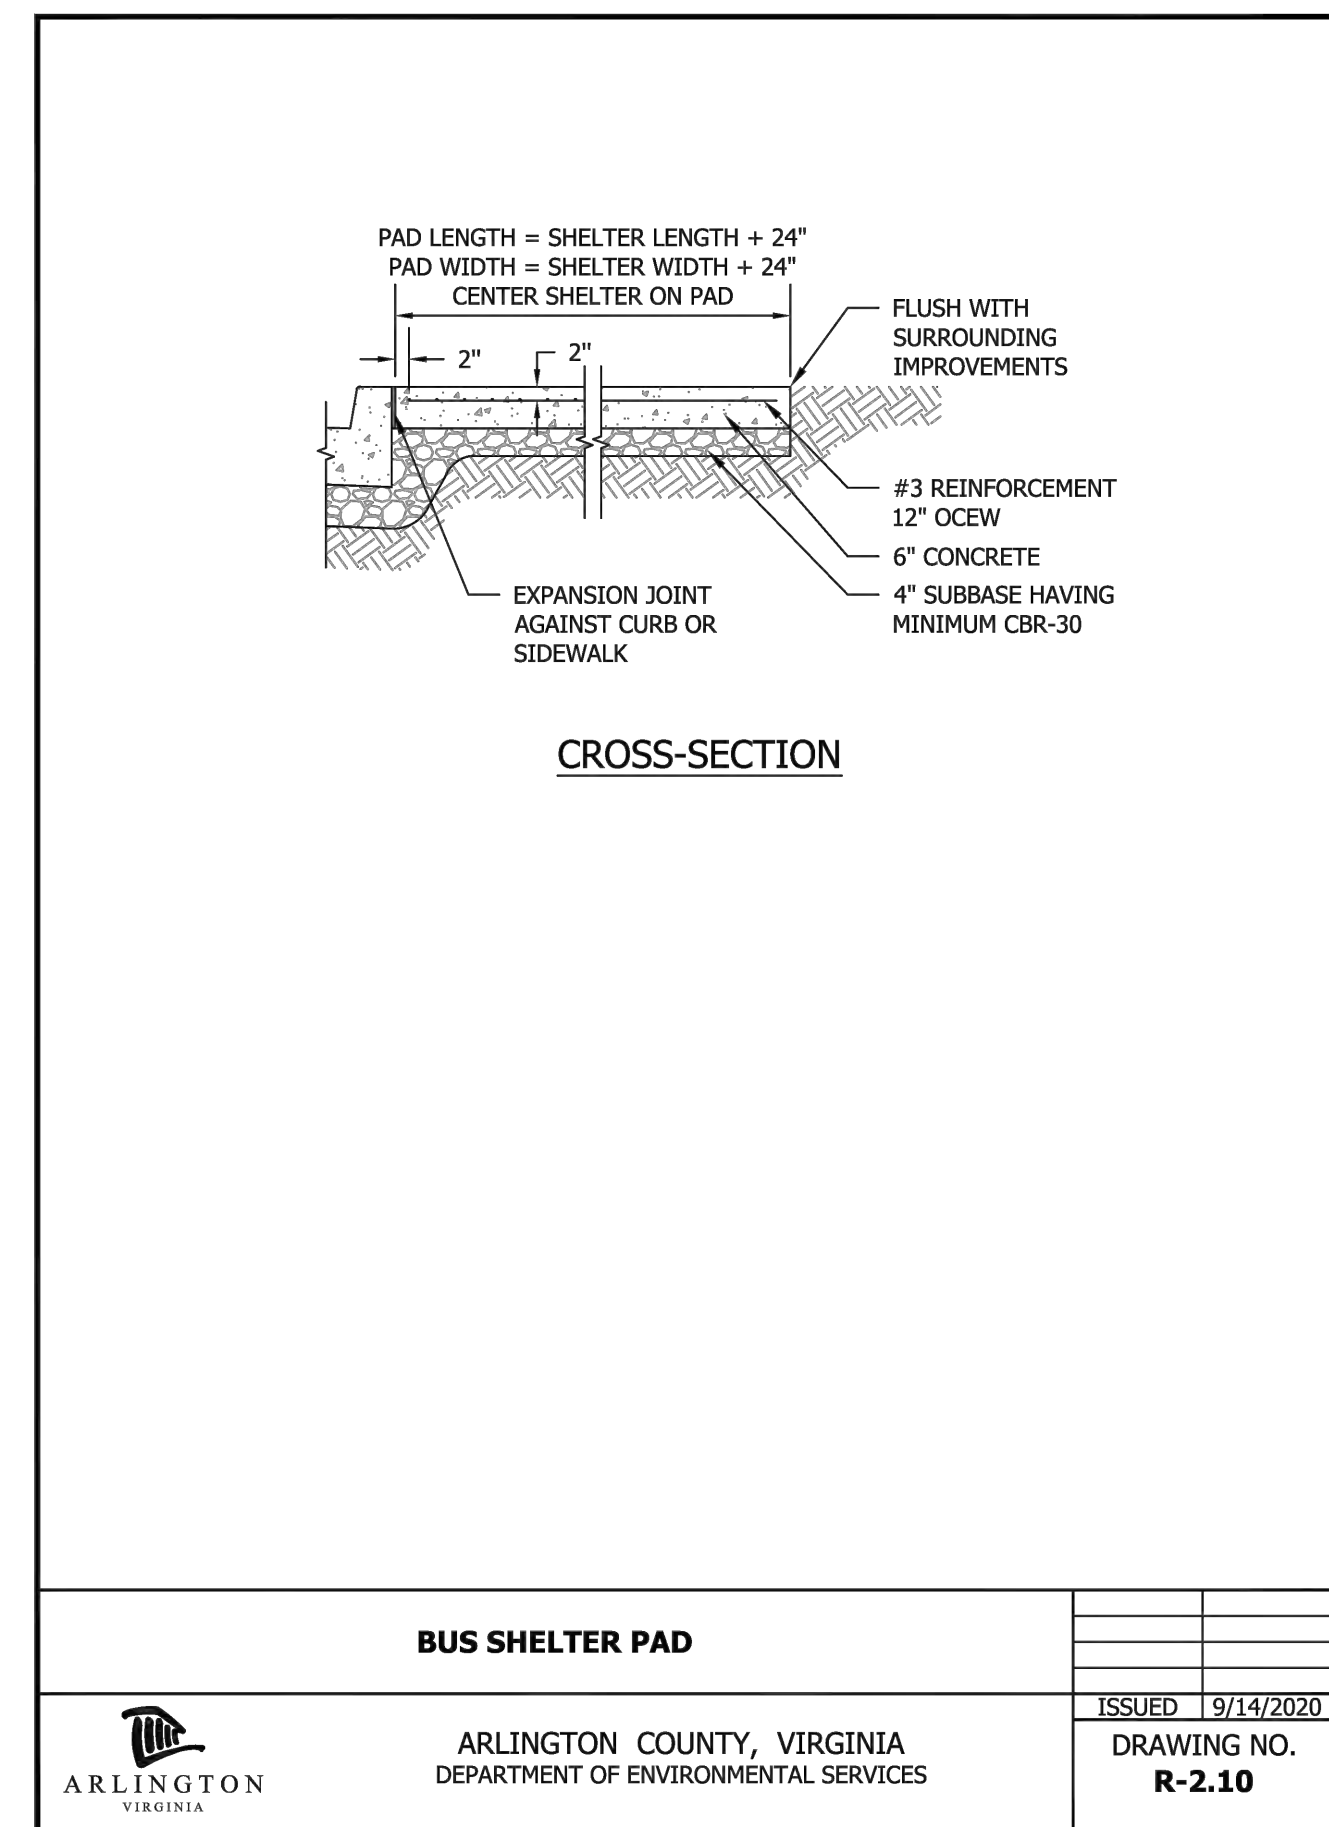 PAD LENGTH = SHELTER LENGTH + 24"
PAD WIDTH = SHELTER WIDTH + 24"
CENTER SHELTER ON PAD
FLUSH WITH
SURROUNDING
IMPROVEMENTS
2"
2"
#3 REINFORCEMENT
12" OCEW
6" CONCRETE
4" SUBBASE HAVING
MINIMUM CBR-30
EXPANSION JOINT
AGAINST CURB OR
SIDEWALK
CROSS-SECTION
BUS SHELTER PAD
ISSUED 9/14/2020
ARLINGTON
VIRGINIA
ARLINGTON COUNTY, VIRGINIA
DEPARTMENT OF ENVIRONMENTAL SERVICES
DRAWING NO.
R-2.10